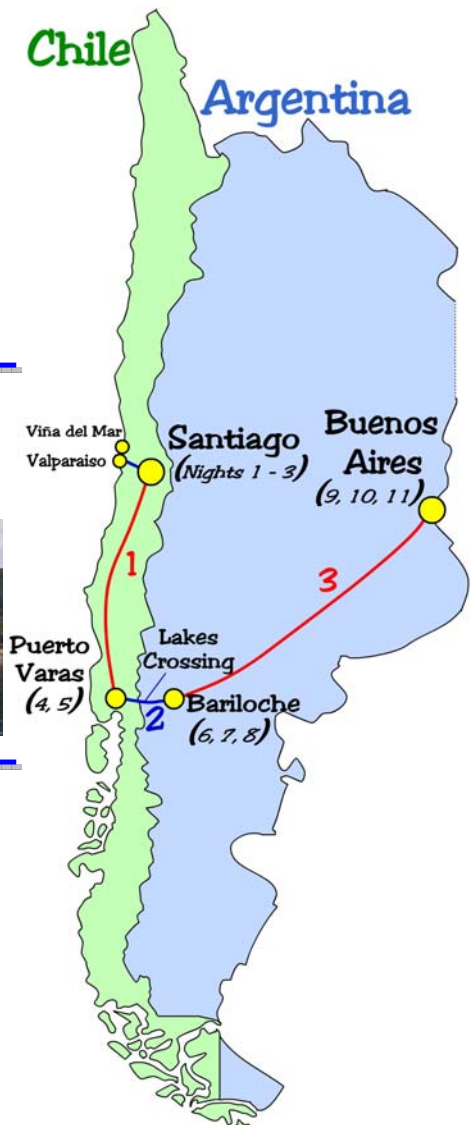 Chile
Argentina
Viña del Mar
Valparaiso
Santiago
(Nights 1 - 3)
Buenos
Aires
(9, 10, 11)
1
3
Puerto
Varas
(4, 5)
Lakes
Crossing
2
Bariloche
(6, 7, 8)